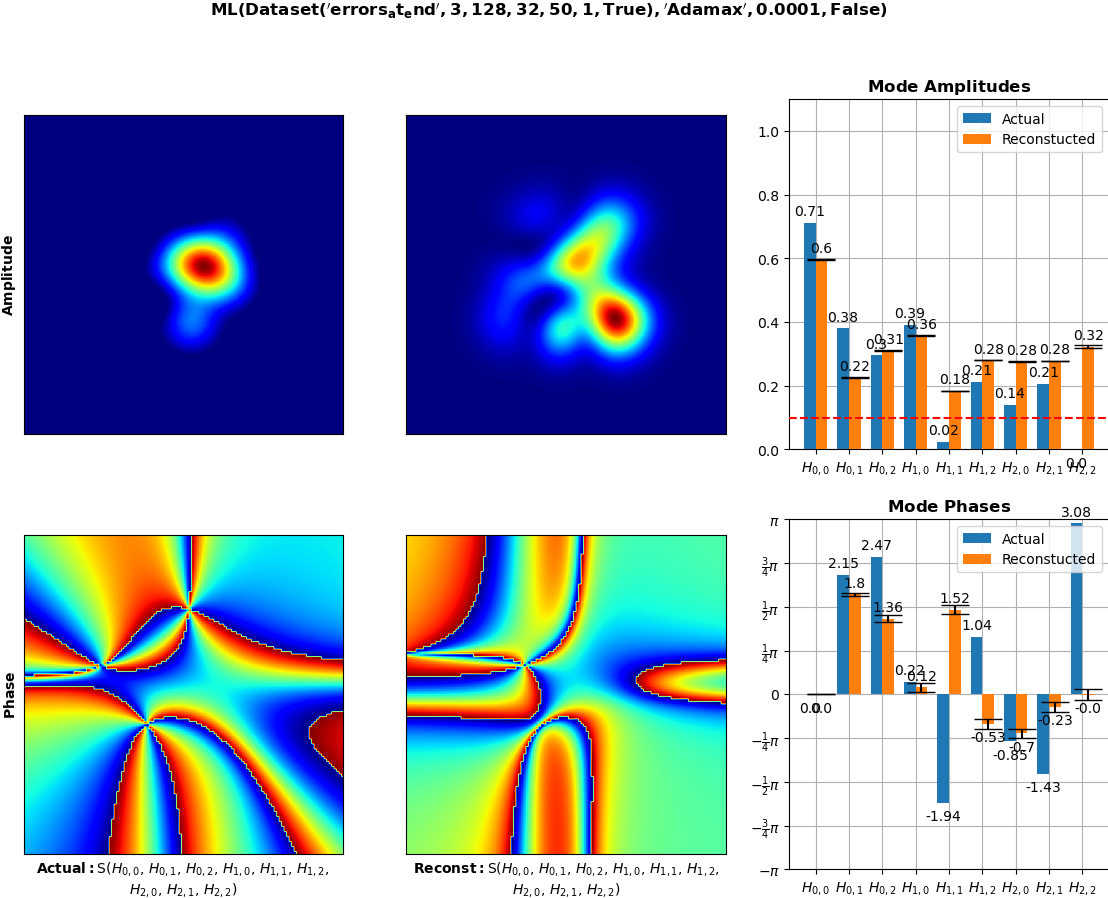 ML(Dataset('errors_at_end', 3, 128, 32, 50, 1, True), 'Adamax', 0.0001, False)
Amplitude
Mode Amplitudes
Actual
Reconstucted
1.0
0.8
0.6
0.4
0.2
0.0
0.71
0.6
0.38
0.22
0.3
0.31
0.39
0.36
0.02
0.18
0.21
0.28
0.14
0.28
0.21
0.28
0.0
0.32
H0,0 H0,1 H0,2 H1,0 H1,1 H1,2 H2,0 H2,1 H2,2
Phase
Actual: S(H0,0, H0,1, H0,2, H1,0, H1,1, H1,2,
H2,0, H2,1, H2,2)
Reconst: S(H0,0, H0,1, H0,2, H1,0, H1,1, H1,2,
H2,0, H2,1, H2,2)
Mode Phases
Actual
Reconstucted
π
3/4π
1/2π
1/4π
0
−1/4π
−1/2π
−3/4π
−π
0.0
0.0
2.15
1.8
2.47
1.36
0.22
0.12
-1.94
1.52
1.04
-0.53
-0.85
-0.7
-1.43
-0.23
3.08
-0.0
H0,0 H0,1 H0,2 H1,0 H1,1 H1,2 H2,0 H2,1 H2,2